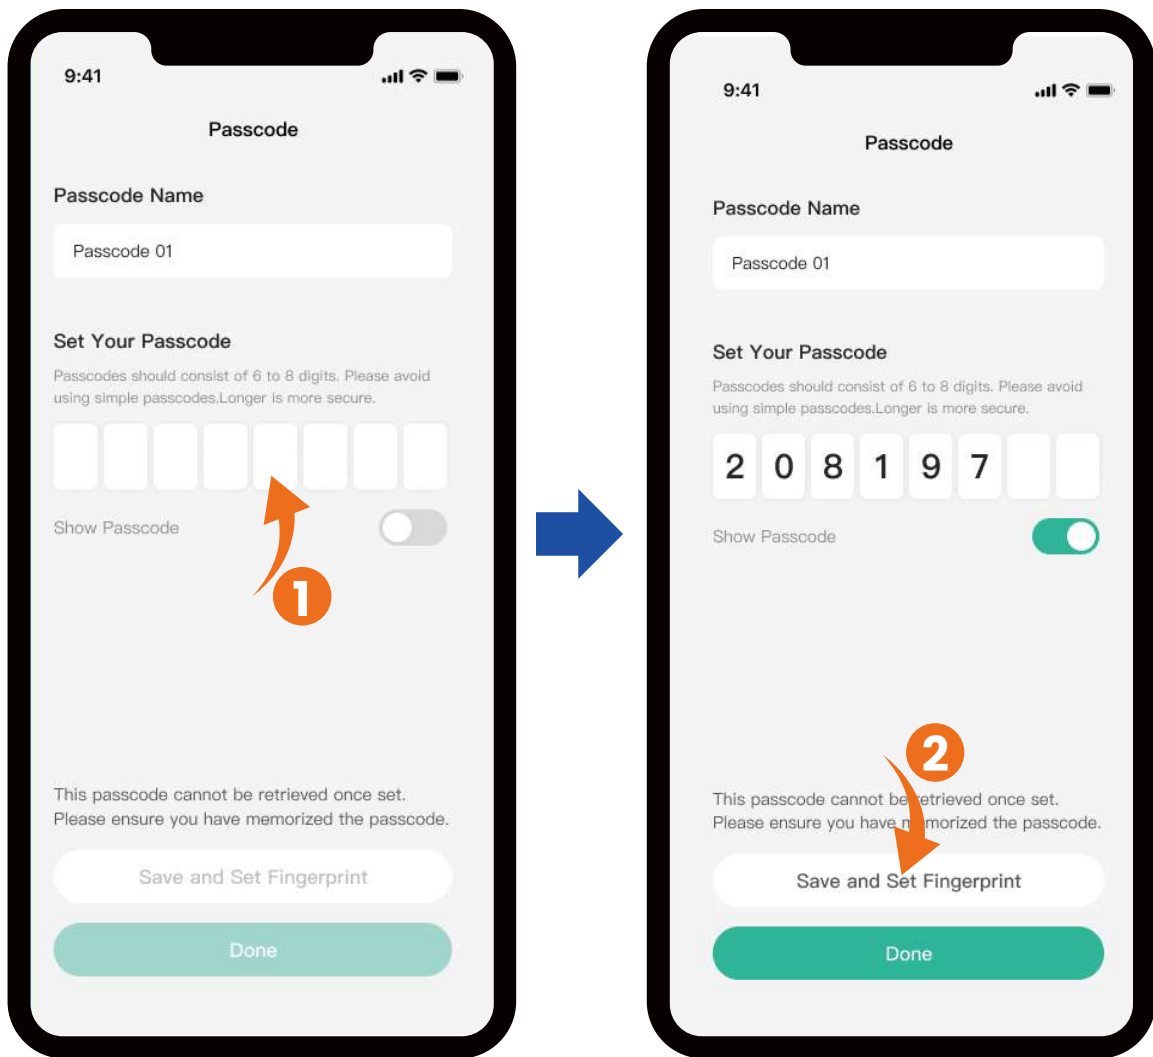 9:41
Passcode
Passcode Name
Passcode 01
Set Your Passcode
Passcodes should consist of 6 to 8 digits. Please avoid
using simple passcodes.Longer is more secure.
Show Passcode
1
This passcode cannot be retrieved once set.
Please ensure you have memorized the passcode.
Save and Set Fingerprint
Done
9:41
Passcode
Passcode Name
Passcode 01
Set Your Passcode
Passcodes should consist of 6 to 8 digits. Please avoid
using simple passcodes.Longer is more secure.
2 0 8 1 9 7
Show Passcode
2
This passcode cannot be retrieved once set.
Please ensure you have memorized the passcode.
Save and Set Fingerprint
Done